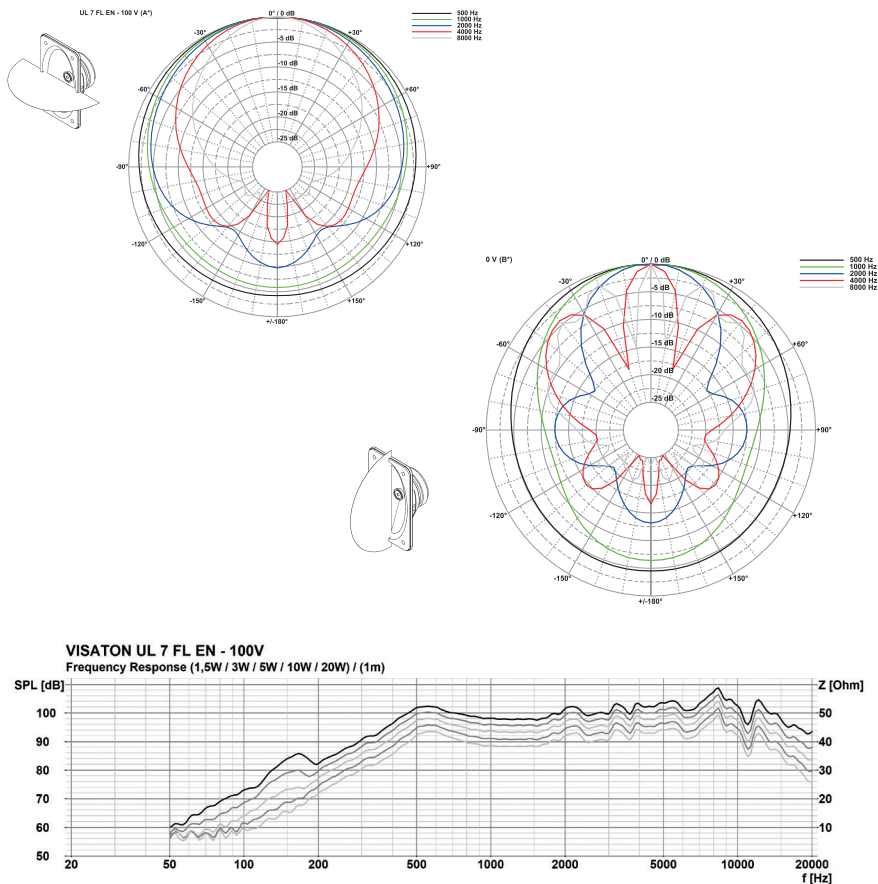 UL 7 FL EN - 100 V (A*)
0° / 0 dB
500 Hz
1000 Hz
2000 Hz
4000 Hz
8000 Hz
-30°
+30°
-5 dB
-10 dB
-60°
+60°
-15 dB
-20 dB
-25 dB
-90°
+90°
-120°
+120°
-150°
+150°
+/-180°
0 V (B*)
0° / 0 dB
500 Hz
1000 Hz
2000 Hz
4000 Hz
8000 Hz
-30°
+30°
-5 dB
-10 dB
-60°
+60°
-15 dB
-20 dB
-25 dB
-90°
+90°
-120°
+120°
-150°
+150°
+/-180°
VISATON UL 7 FL EN - 100V
Frequency Response (1,5W / 3W / 5W / 10W / 20W) / (1m)
SPL [dB] Z [Ohm]
100 50
90 40
80 30
70 20
60 10
50
20 50 100 200 500 1000 2000 5000 10000 20000
f [Hz]